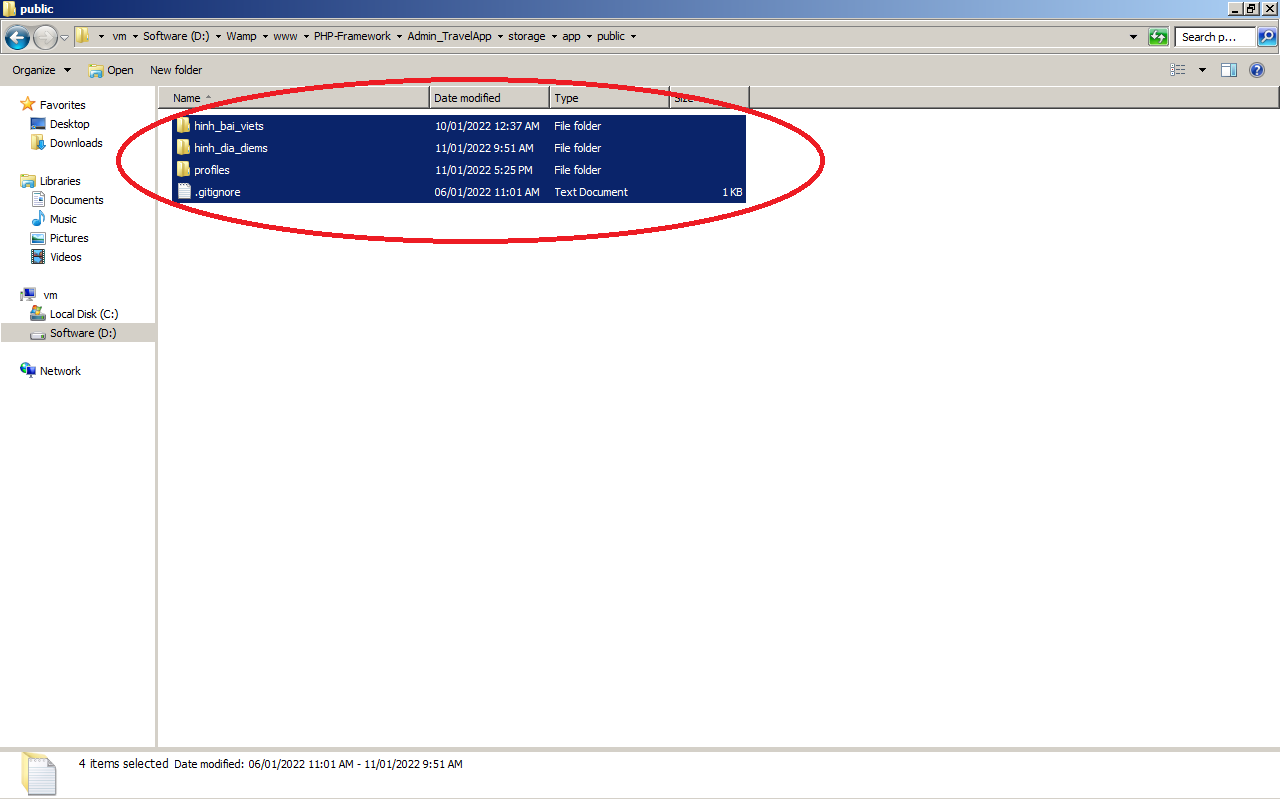 public
vm Software (D:) Wamp www PHP-Framework Admin_TravelApp storage app public Search p...
Organize Open New folder
Name Date modified Type Size
hinh_bai_viets 10/01/2022 12:37 AM File folder
hinh_dia_diems 11/01/2022 9:51 AM File folder
profiles 11/01/2022 5:25 PM File folder
.gitignore 06/01/2022 11:01 AM Text Document 1 KB
Favorites
Desktop
Downloads
Libraries
Documents
Music
Pictures
Videos
vm
Local Disk (C:)
Software (D:)
Network
4 items selected Date modified: 06/01/2022 11:01 AM - 11/01/2022 9:51 AM